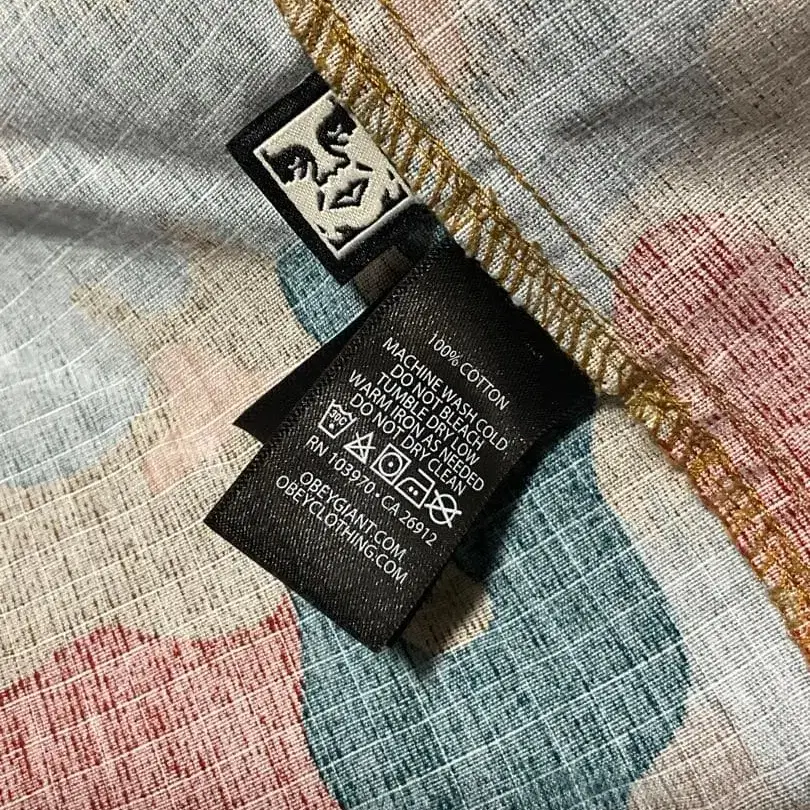 100% COTTON
MACHINE WASH COLD
DO NOT BLEACH
TUMBLE DRY LOW
WARM IRON AS NEEDED
DO NOT DRY CLEAN
30C
RN 103970 • CA 26912
OBEYGIANT.COM
OBEYCLOTHING.COM